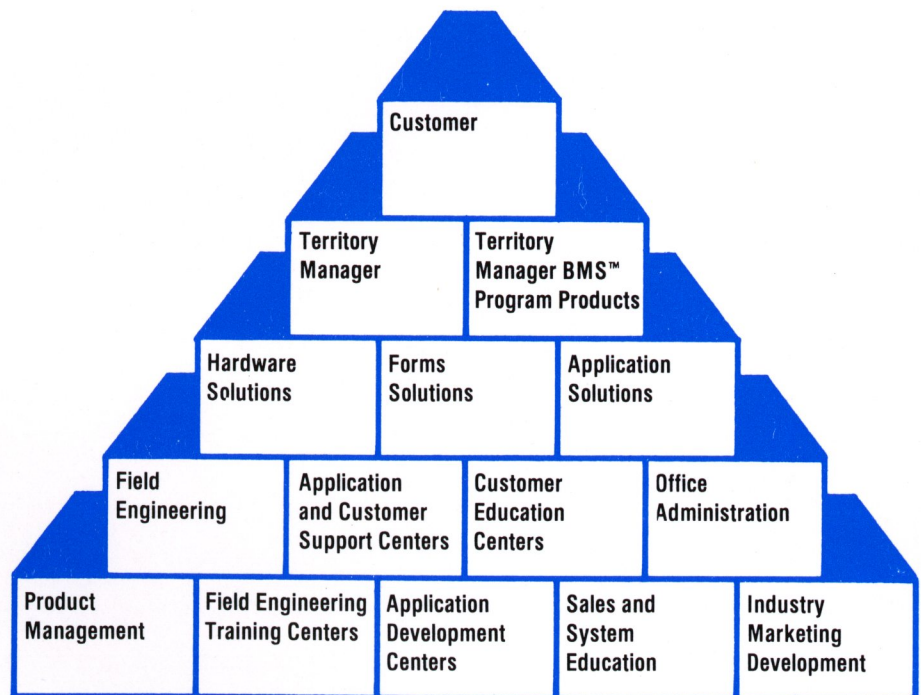 Customer
Territory
Manager
Territory
Manager BMS™
Program Products
Hardware
Solutions
Forms
Solutions
Application
Solutions
Field
Engineering
Application
and Customer
Support Centers
Customer
Education
Centers
Office
Administration
Product
Management
Field Engineering
Training Centers
Application
Development
Centers
Sales and
System
Education
Industry
Marketing
Development